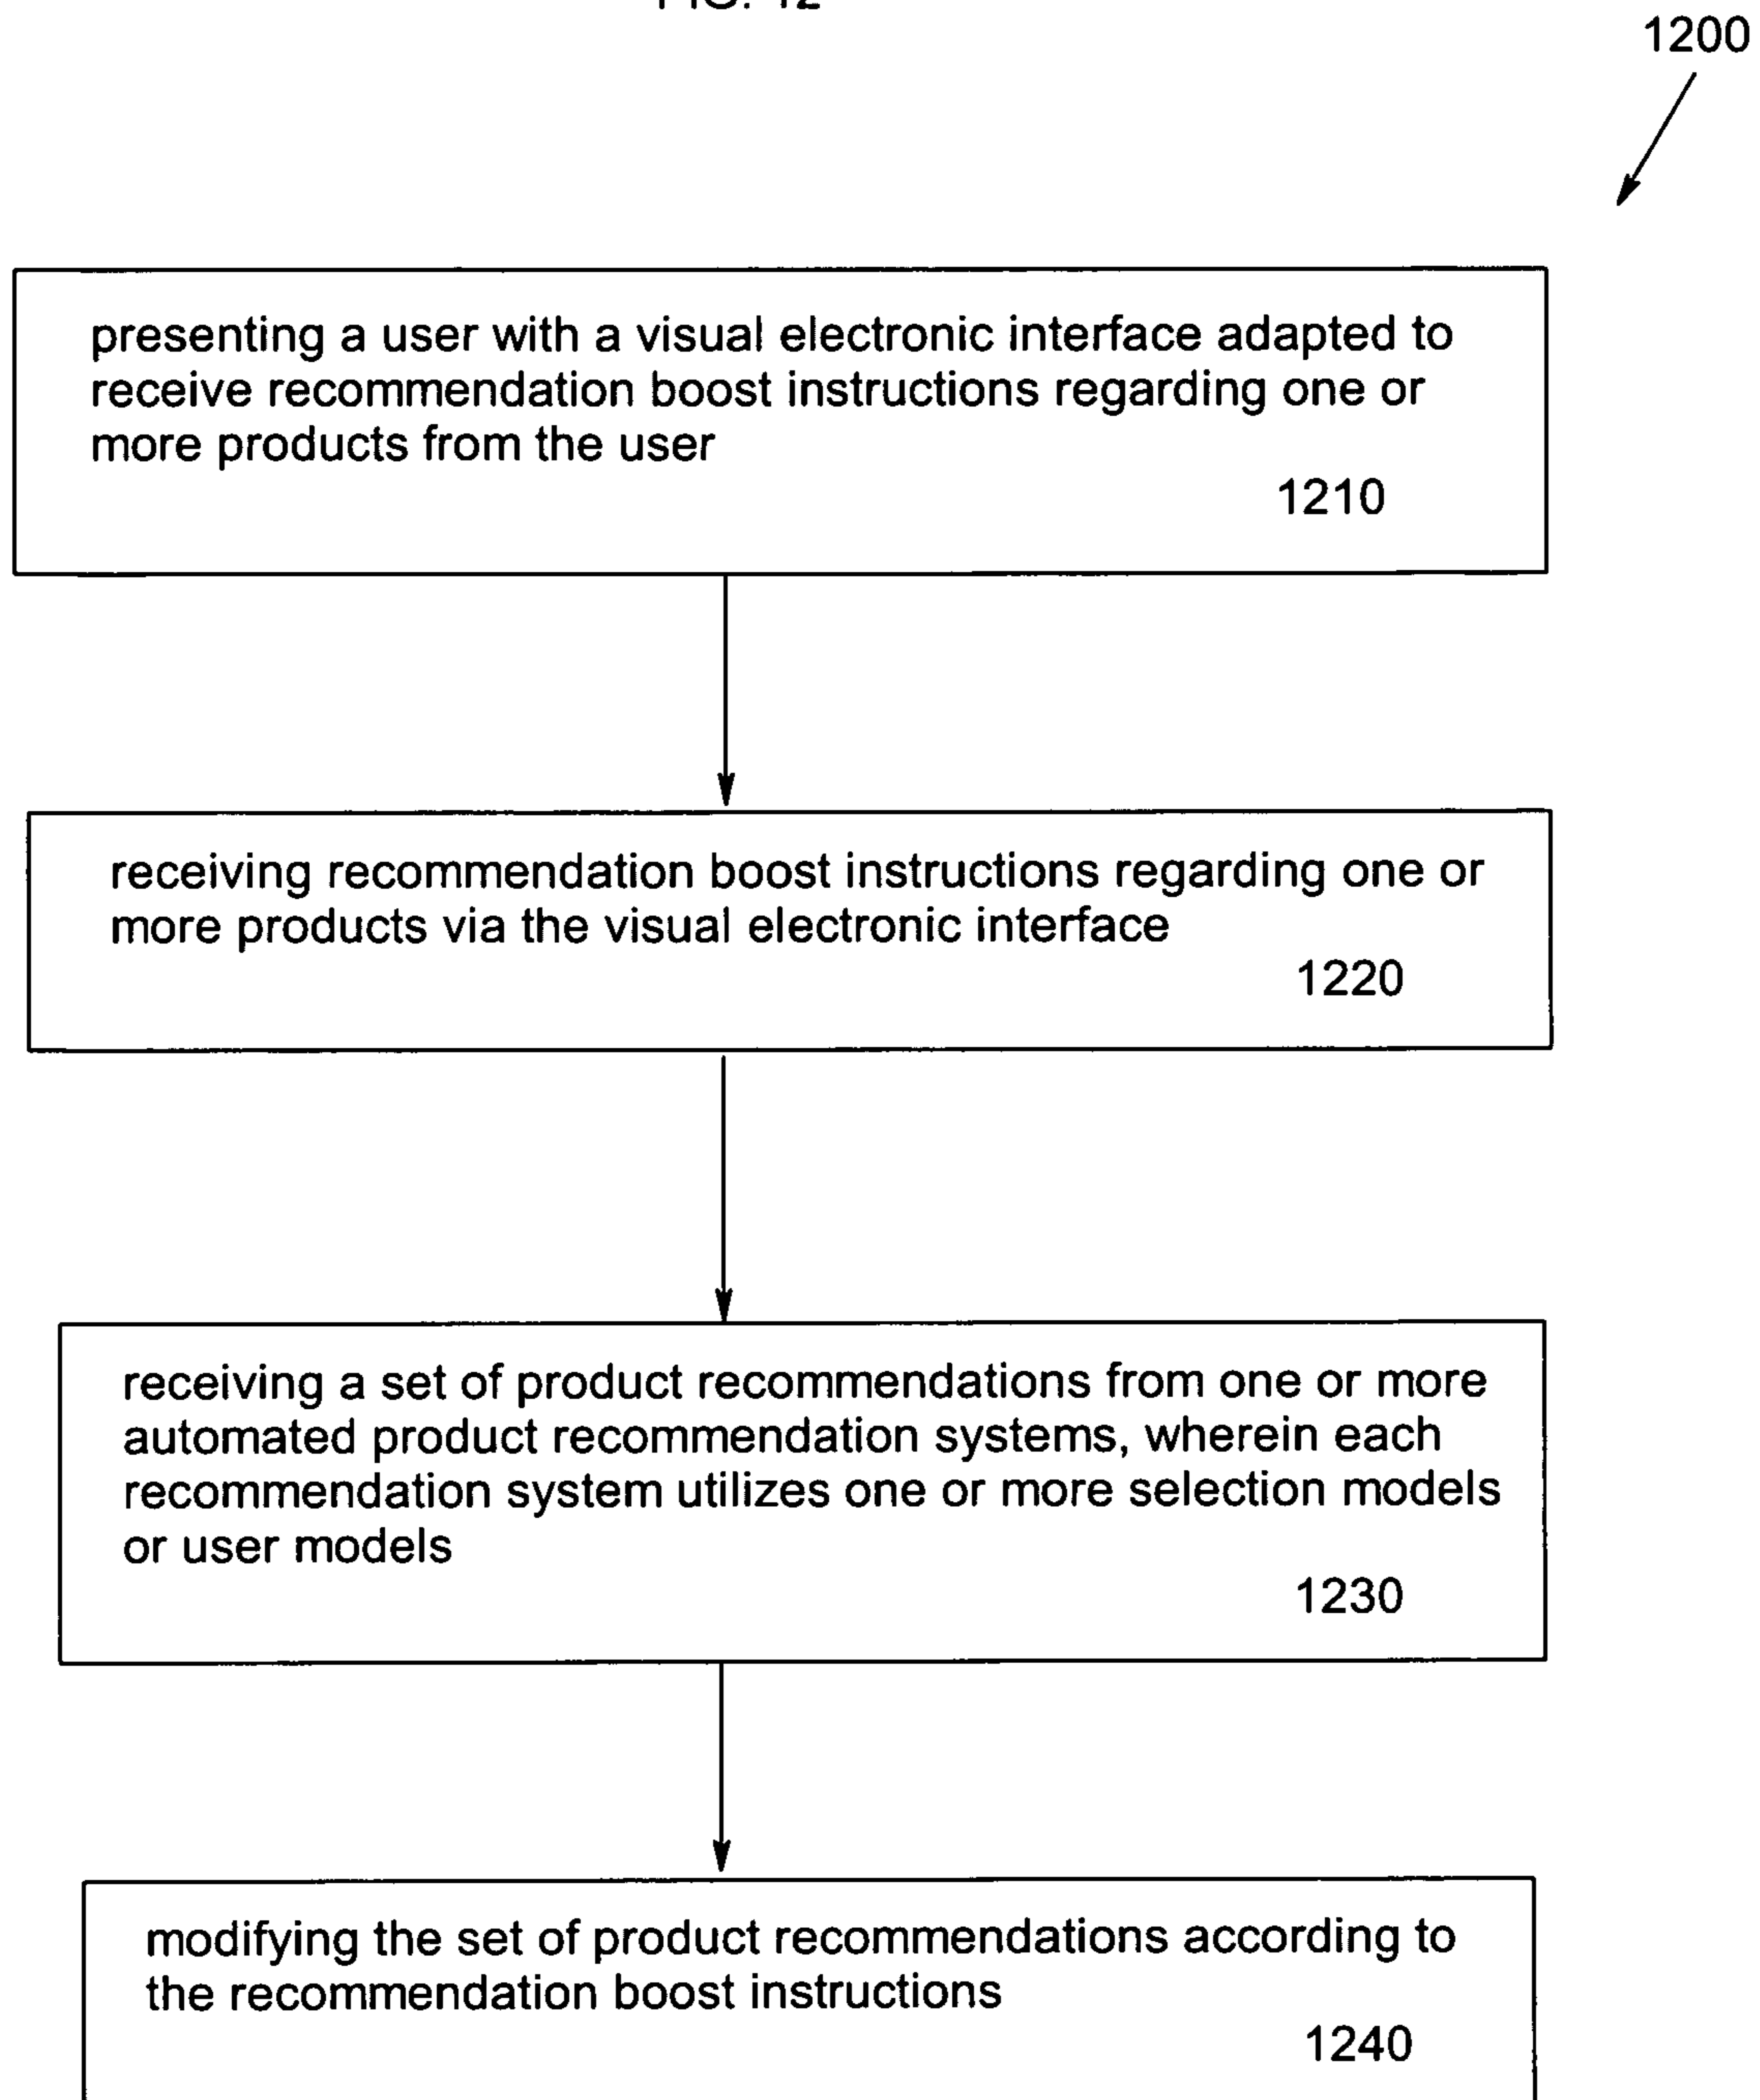 FIG. 12
1200
presenting a user with a visual electronic interface adapted to
receive recommendation boost instructions regarding one or
more products from the user
1210
receiving recommendation boost instructions regarding one or
more products via the visual electronic interface
1220
receiving a set of product recommendations from one or more
automated product recommendation systems, wherein each
recommendation system utilizes one or more selection models
or user models
1230
modifying the set of product recommendations according to
the recommendation boost instructions
1240